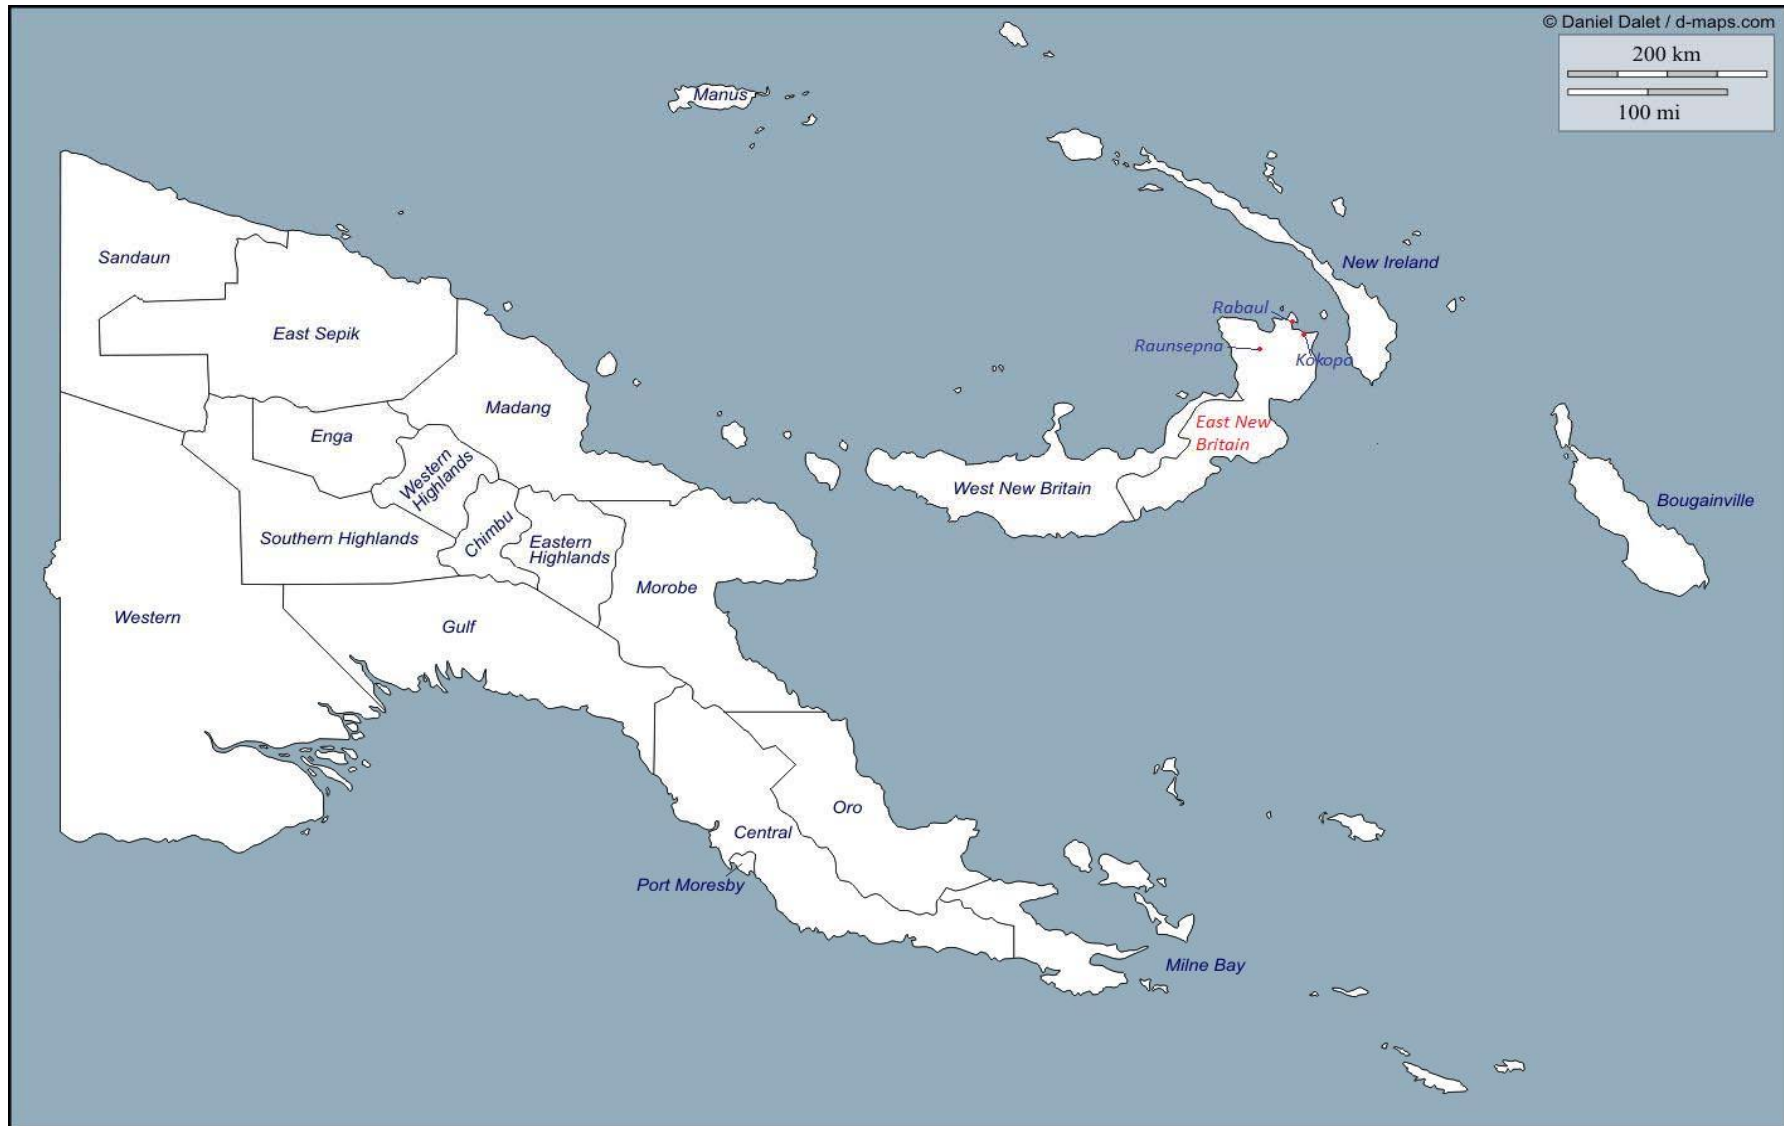 © Daniel Dalet / d-maps.com
200 km
100 mi
Manus
Sandaun
New Ireland
Rabaul
East Sepik
Raunsepna
Kokopo
Madang
East New
Britain
Enga
Western
Highlands
West New Britain
Bougainville
Southern Highlands
Chimbu
Eastern
Highlands
Morobe
Western
Gulf
Oro
Central
Port Moresby
Milne Bay